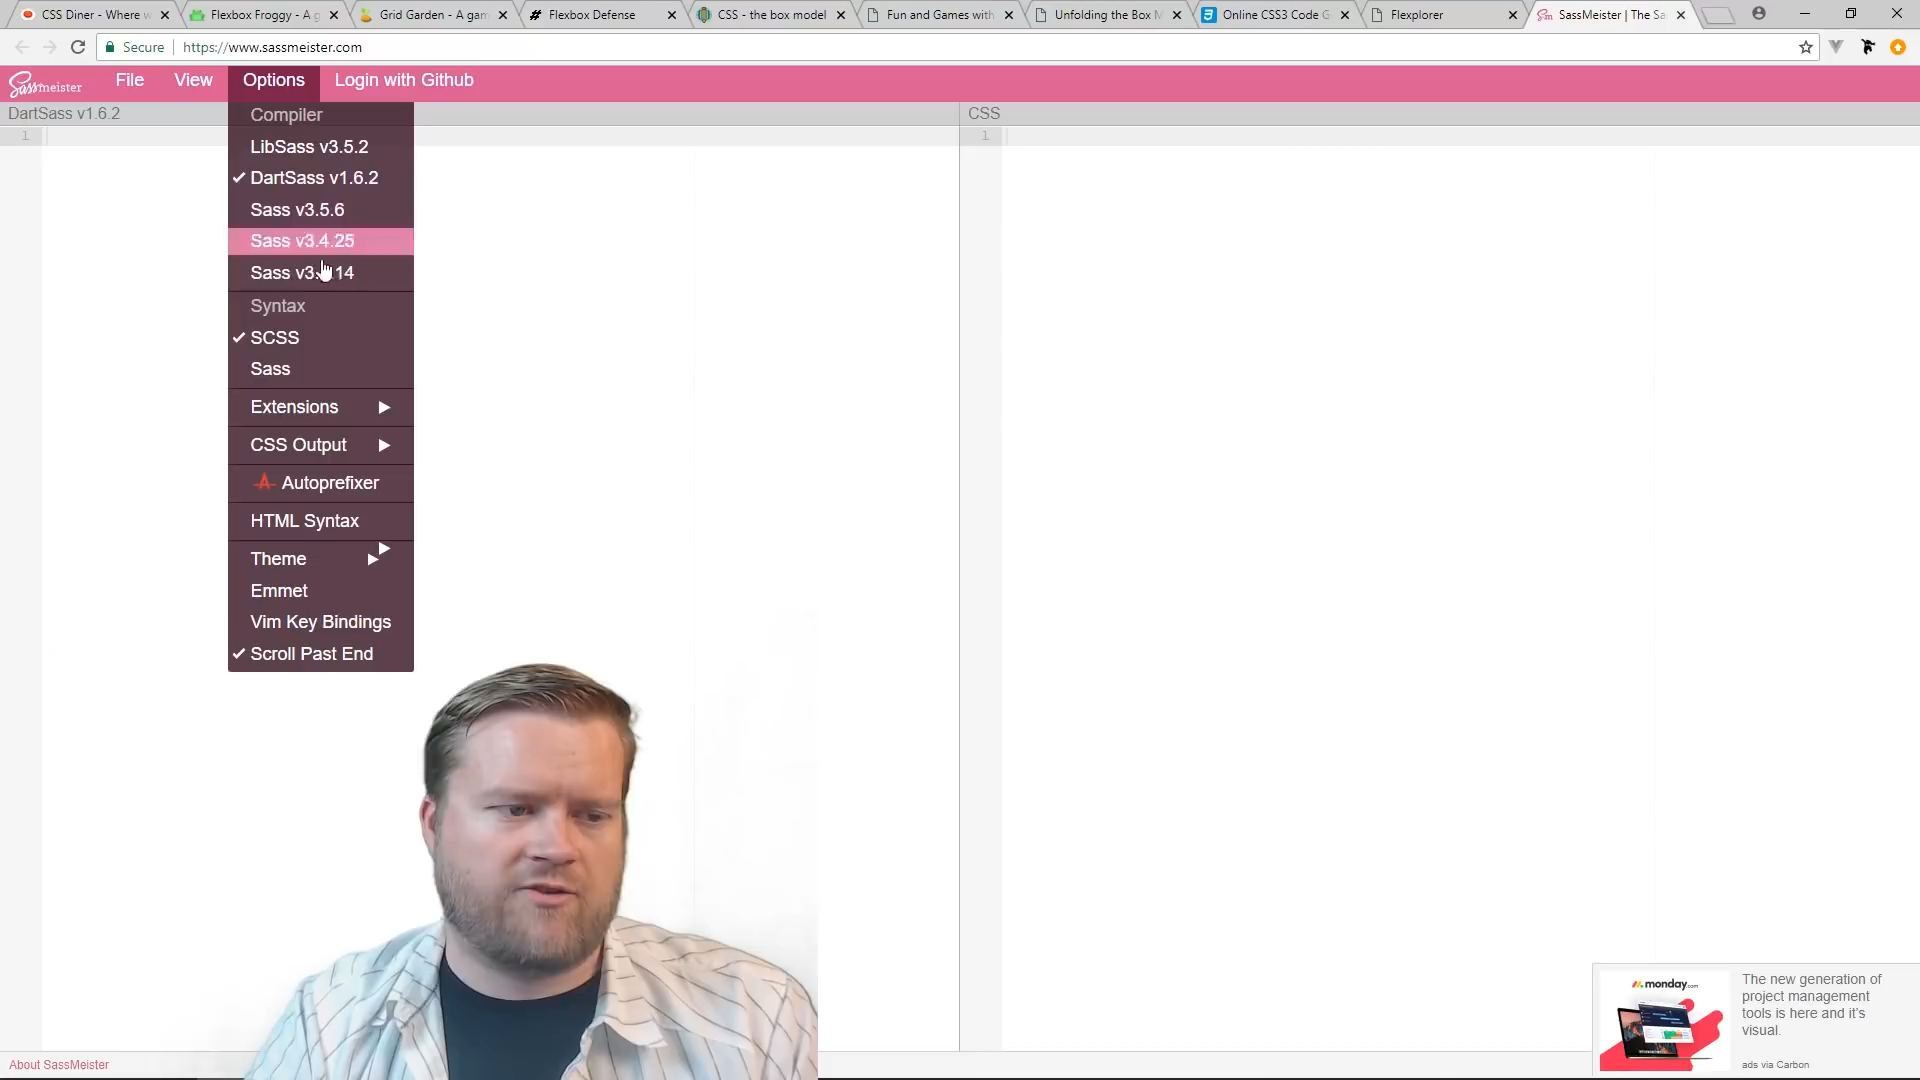 CSS Diner - Where w
Flexbox Froggy - A g
Grid Garden - A gam
Flexbox Defense
CSS - the box model
Fun and Games with
Unfolding the Box M
Online CSS3 Code G
Flexplorer
SassMeister | The Sa
Secure
https://www.sassmeister.com
Sassmeister
File
View
Options
Login with Github
DartSass v1.6.2
CSS
1
1
Compiler
LibSass v3.5.2
DartSass v1.6.2
Sass v3.5.6
Sass v3.4.25
Sass 14
Syntax
SCSS
Sass
Extensions
CSS Output
Autoprefixer
HTML Syntax
Theme
Emmet
Vim Key Bindings
Scroll Past End
monday.com
The new generation of
project management
tools is here and it's
visual.
ads via Carbon
About SassMeister